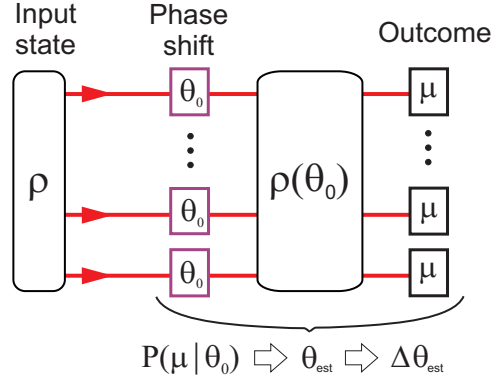 Input state
Phase shift
Outcome
ρ
θ₀
θ₀
θ₀
ρ(θ₀)
μ
μ
μ
P(μ|θ₀) ⇨ θest ⇨ Δθest